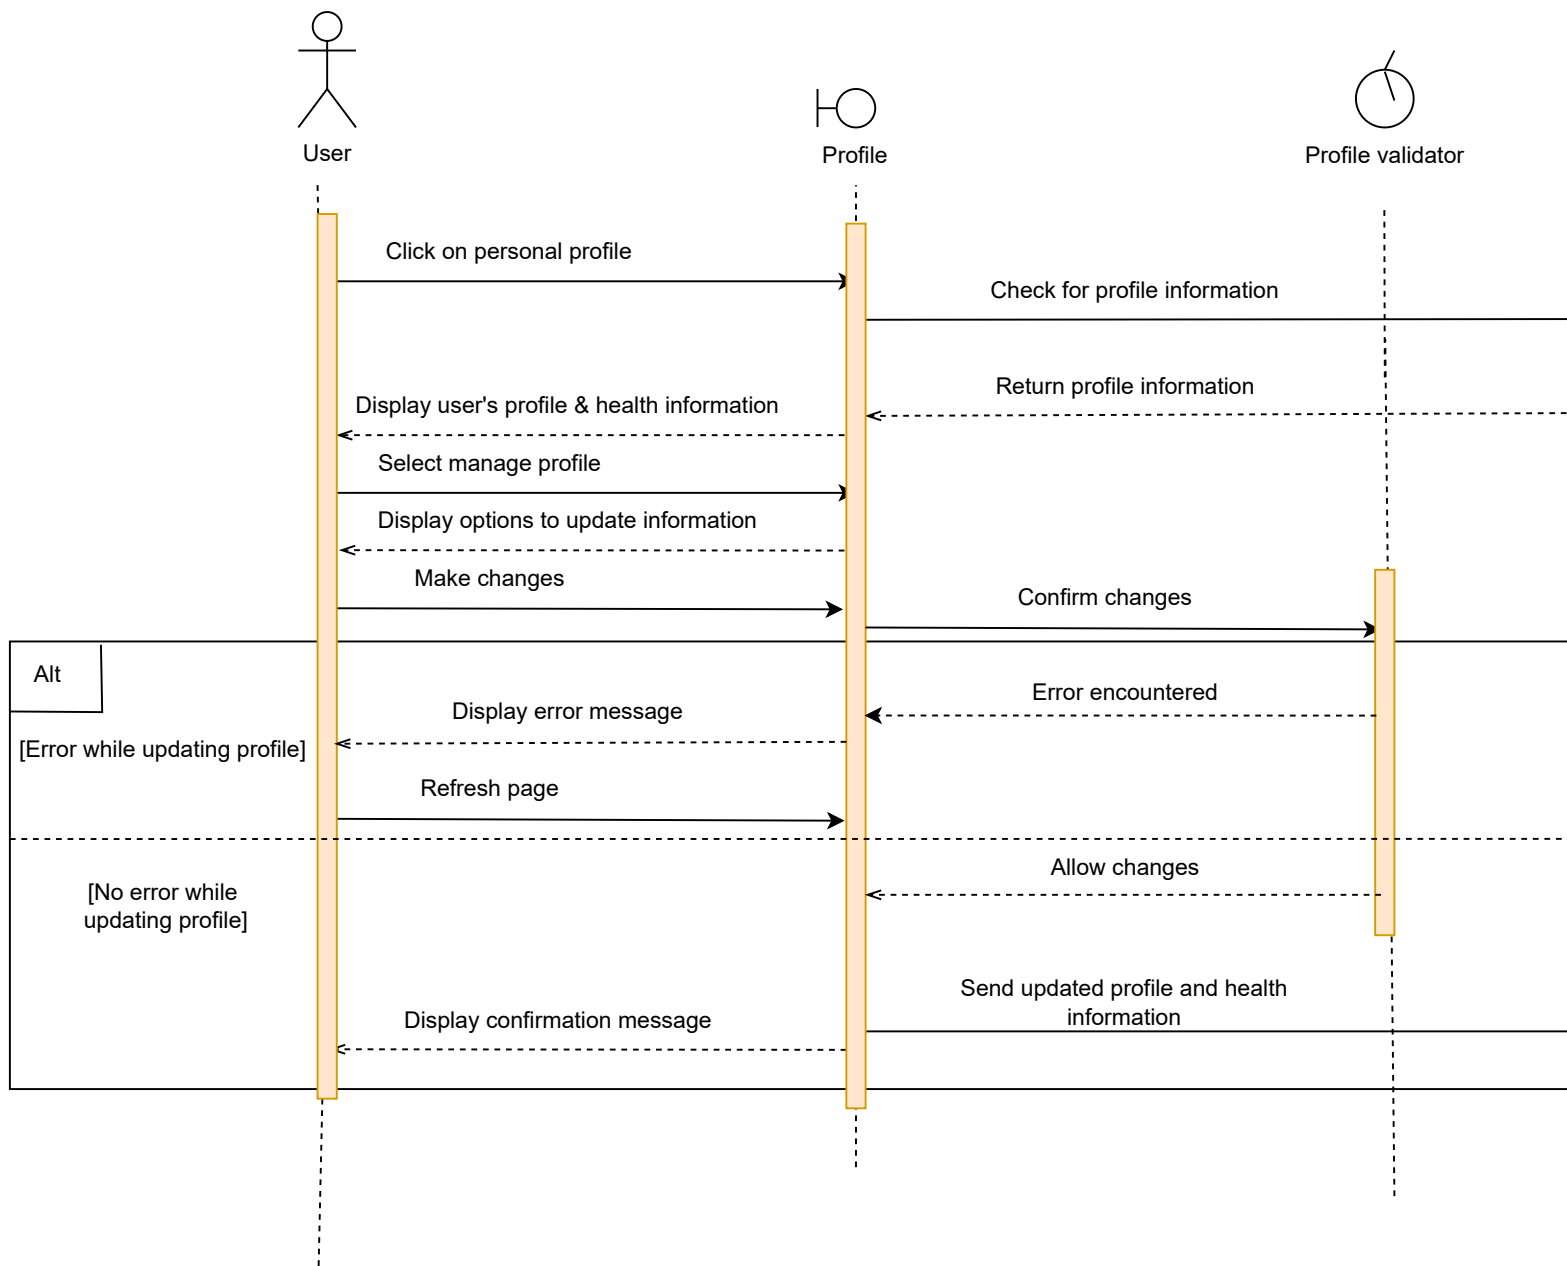 User
Profile
Profile validator
Click on personal profile
Check for profile information
Return profile information
Display user's profile & health information
Select manage profile
Display options to update information
Make changes
Confirm changes
Alt
Error encountered
Display error message
[Error while updating profile]
Refresh page
Allow changes
[No error while
updating profile]
Send updated profile and health
information
Display confirmation message